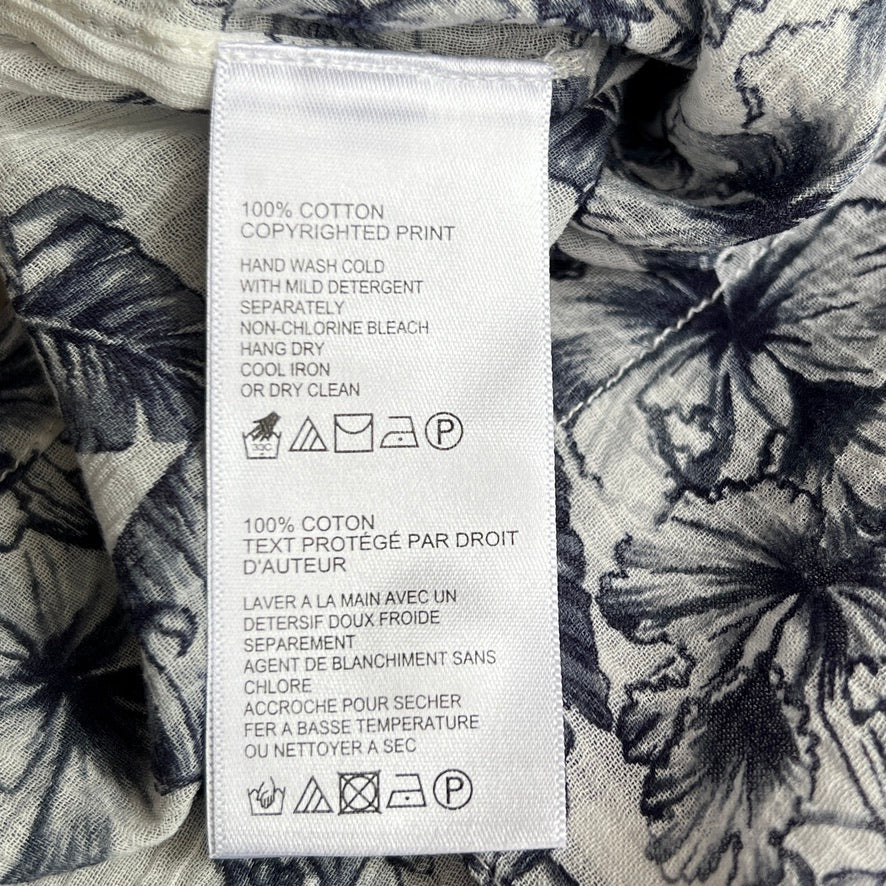 100% COTTON
COPYRIGHTED PRINT
HAND WASH COLD
WITH MILD DETERGENT
SEPARATELY
NON-CHLORINE BLEACH
HANG DRY
COOL IRON
OR DRY CLEAN
30C
P
100% COTON
TEXT PROTÉGÉ PAR DROIT
D'AUTEUR
LAVER A LA MAIN AVEC UN
DETERSIF DOUX FROIDE
SEPAREMENT
AGENT DE BLANCHIMENT SANS
CHLORE
ACCROCHE POUR SECHER
FER A BASSE TEMPERATURE
OU NETTOYER A SEC
P